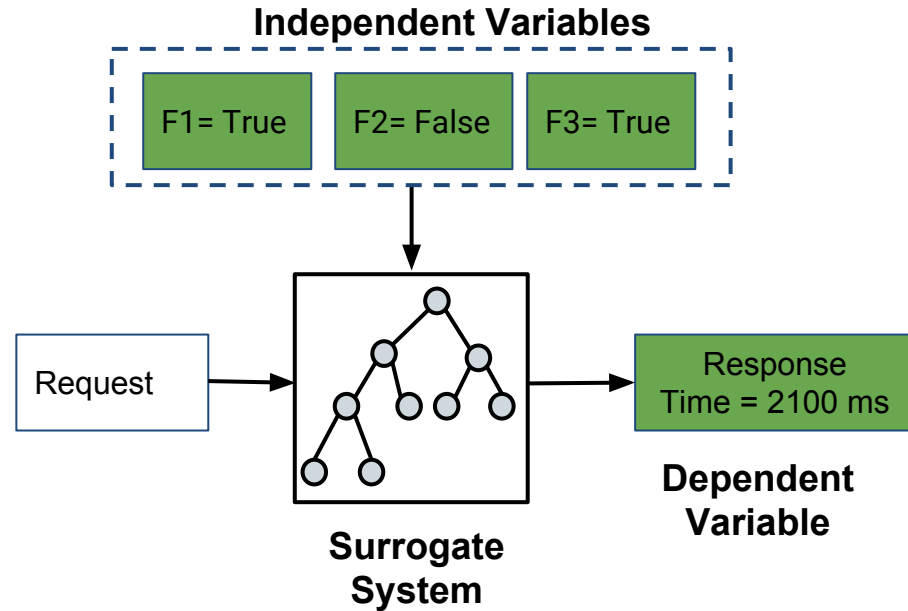 Independent Variables
F1= True
F2= False
F3= True
Request
Response
Time = 2100 ms
Dependent
Variable
Surrogate
System